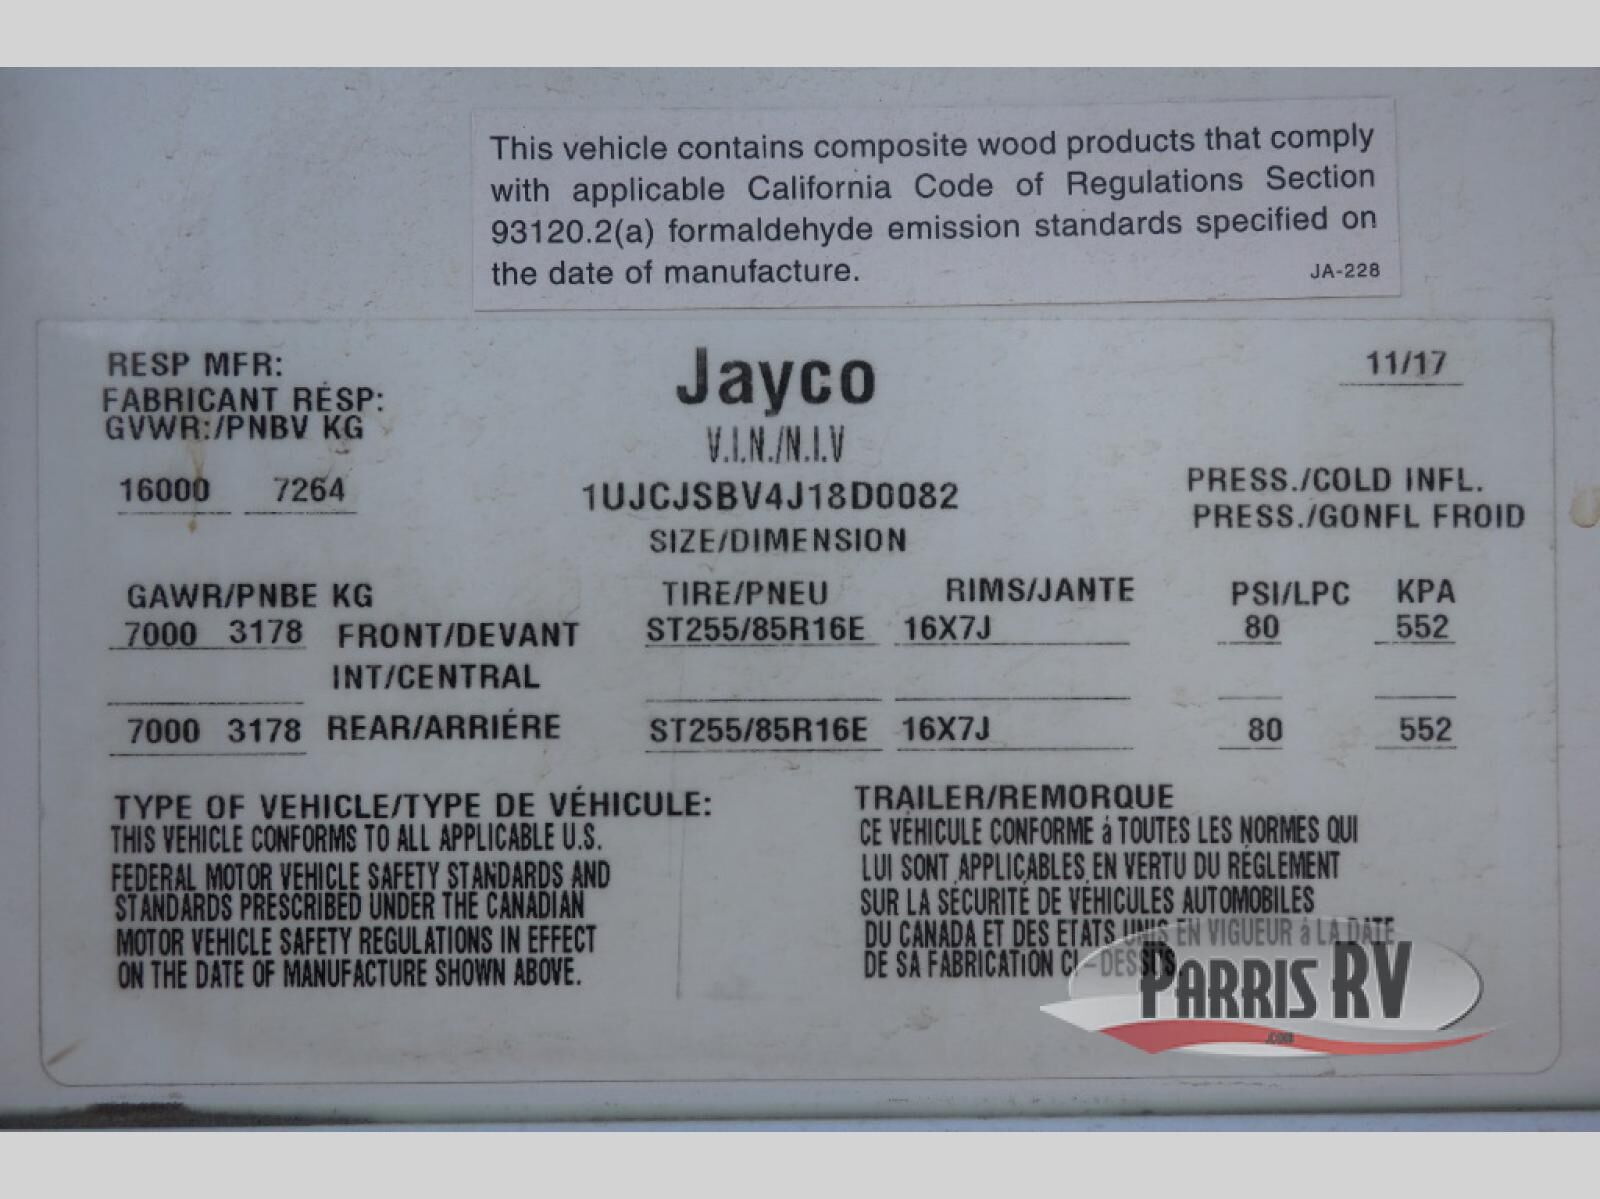 This vehicle contains composite wood products that comply
with applicable California Code of Regulations Section
93120.2(a) formaldehyde emission standards specified on
the date of manufacture. JA-228
RESP MFR: Jayco 11/17
FABRICANT RÉSP:
GVWR:/PNBV KG V.I.N./N.I.V
16000 7264 1UJCJSBV4J18D0082 PRESS./COLD INFL.
SIZE/DIMENSION PRESS./GONFL FROID
GAWR/PNBE KG TIRE/PNEU RIMS/JANTE PSI/LPC KPA
7000 3178 FRONT/DEVANT ST255/85R16E 16X7J 80 552
INT/CENTRAL
7000 3178 REAR/ARRIÉRE ST255/85R16E 16X7J 80 552
TYPE OF VEHICLE/TYPE DE VÉHICULE: TRAILER/REMORQUE
THIS VEHICLE CONFORMS TO ALL APPLICABLE U.S.
FEDERAL MOTOR VEHICLE SAFETY STANDARDS AND
STANDARDS PRESCRIBED UNDER THE CANADIAN
MOTOR VEHICLE SAFETY REGULATIONS IN EFFECT
ON THE DATE OF MANUFACTURE SHOWN ABOVE.
CE VÉHICULE CONFORME á TOUTES LES NORMES QUI
LUI SONT APPLICABLES EN VERTU DU RÉGLEMENT
SUR LA SÉCURITÉ DE VÉHICULES AUTOMOBILES
DU CANADA ET DES ETATS UNIS EN VIGUEUR á LA DATE
DE SA FABRICATION CI-DESSUS.
PARRIS RV
.COM